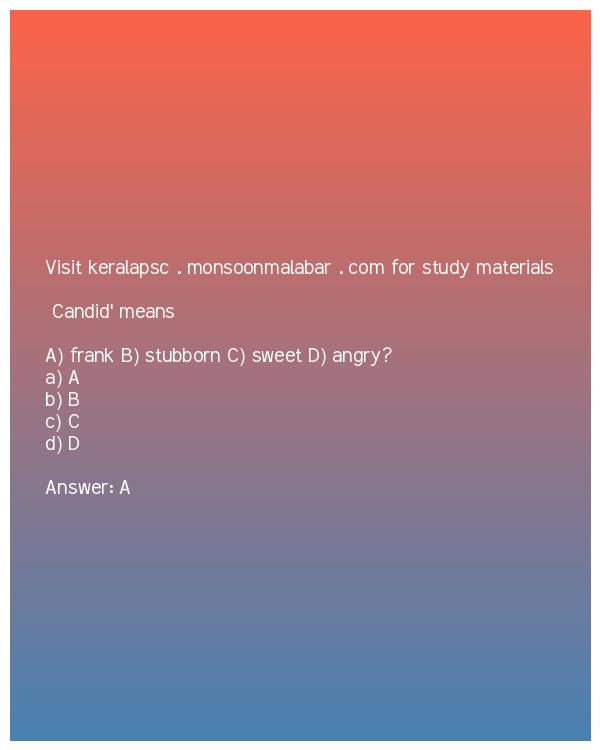 Visit keralapsc . monsoonmalabar . com for study materials
Candid' means
A) frank B) stubborn C) sweet D) angry?
a) A
b) B
c) C
d) D
Answer: A